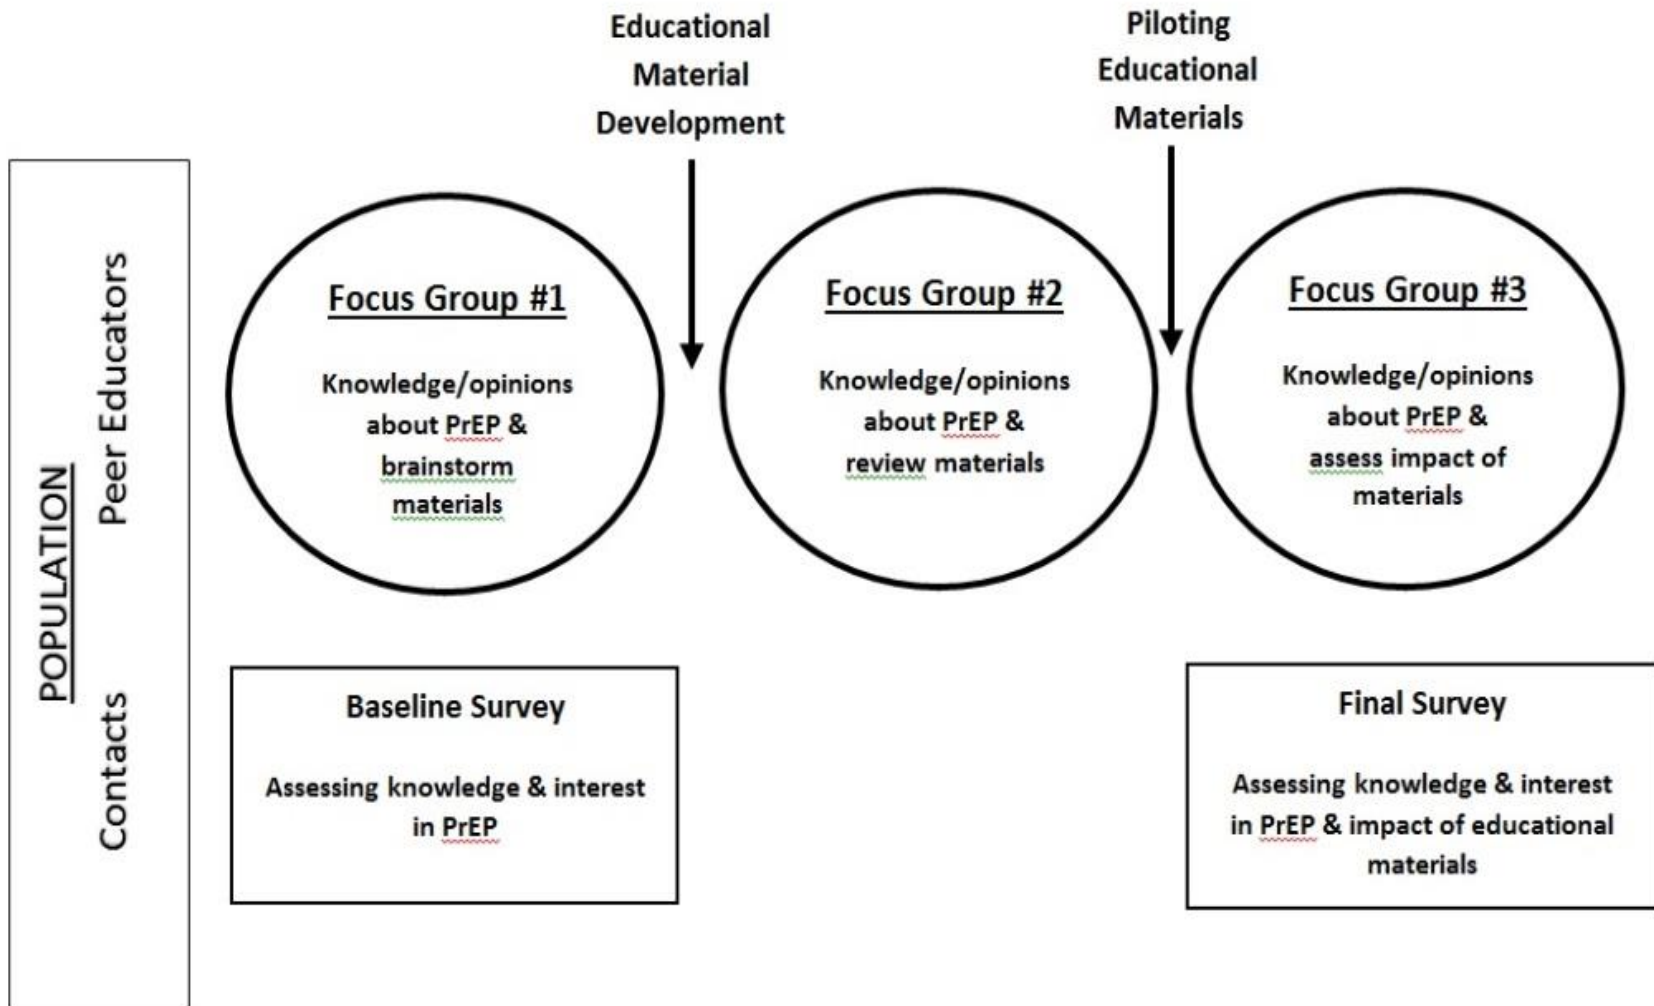 Educational
Material
Development
Piloting
Educational
Materials
POPULATION
Peer Educators
Contacts
Focus Group #1
Knowledge/opinions
about PrEP &
brainstorm
materials
Focus Group #2
Knowledge/opinions
about PrEP &
review materials
Focus Group #3
Knowledge/opinions
about PrEP &
assess impact of
materials
Baseline Survey
Assessing knowledge & interest
in PrEP
Final Survey
Assessing knowledge & interest
in PrEP & impact of educational
materials